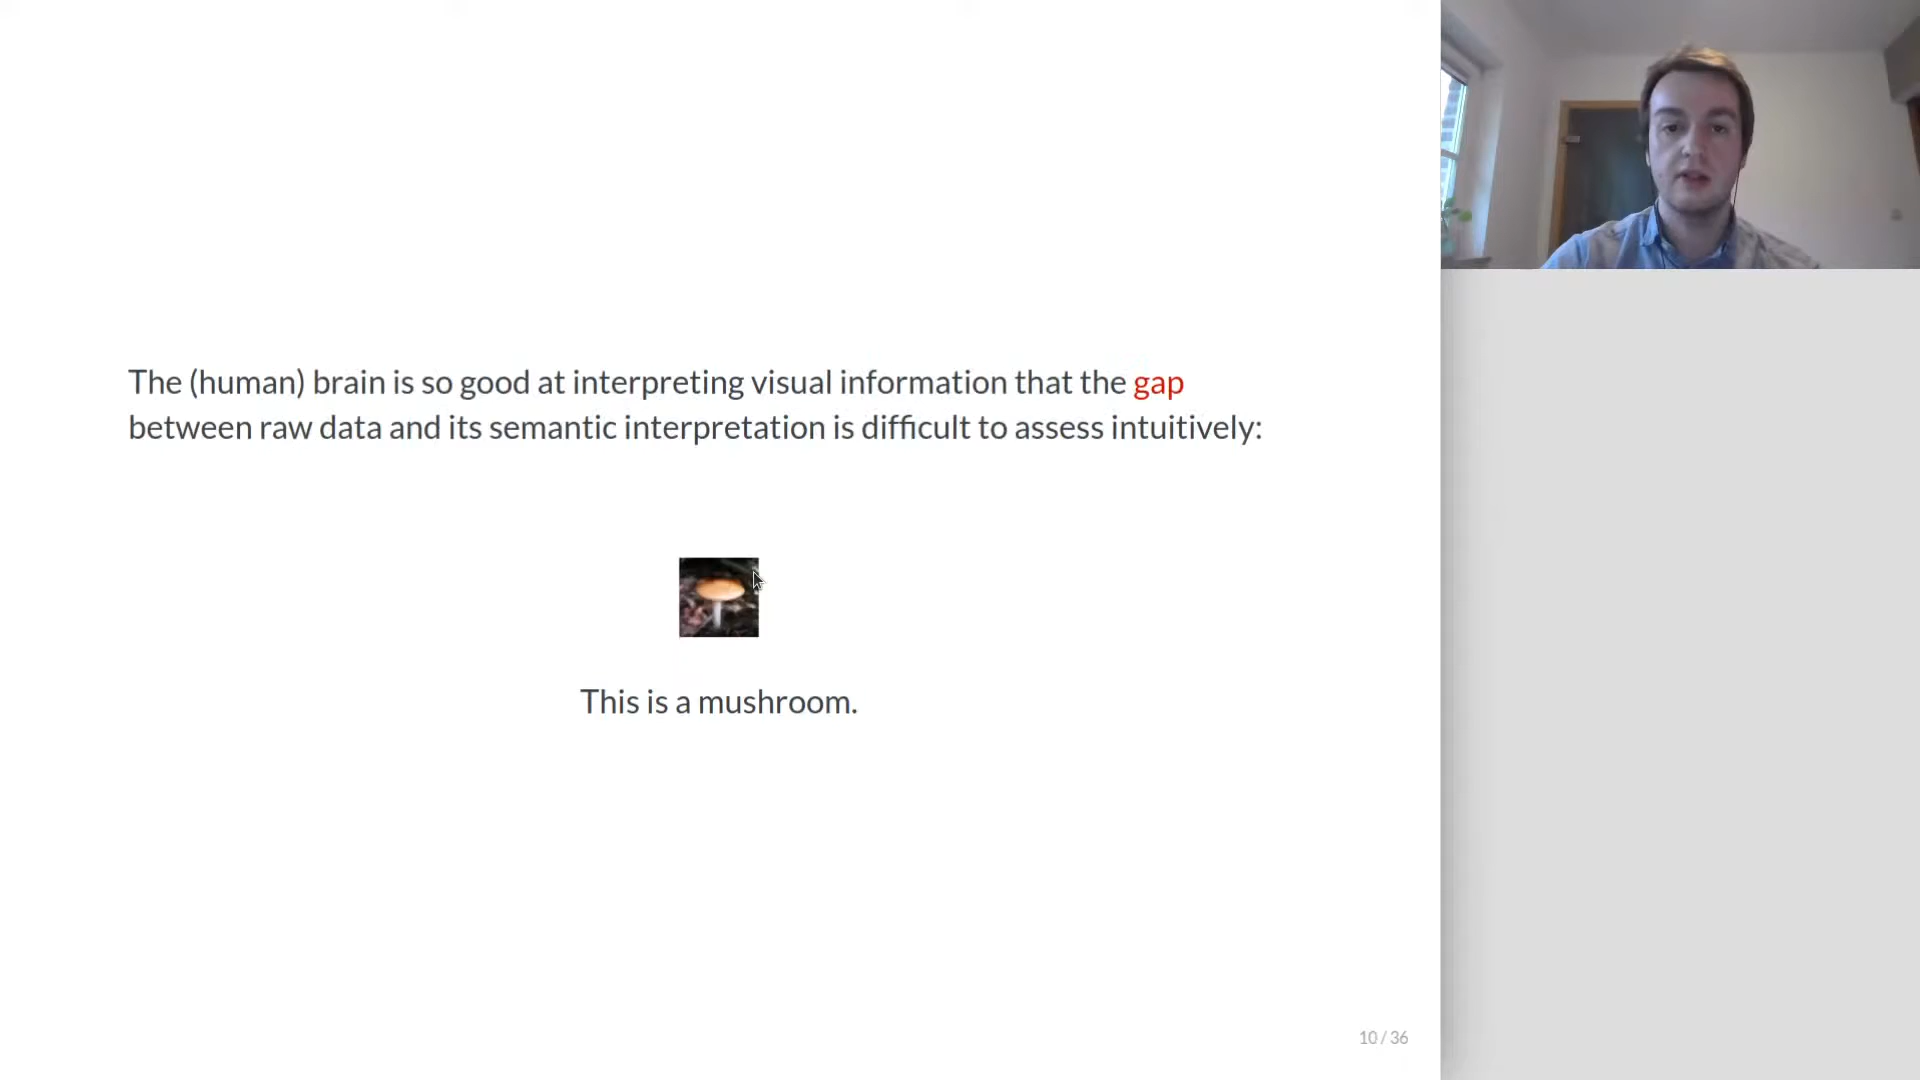 The (human) brain is so good at interpreting visual information that the gap
between raw data and its semantic interpretation is difficult to assess intuitively:
This is a mushroom.
10 / 36